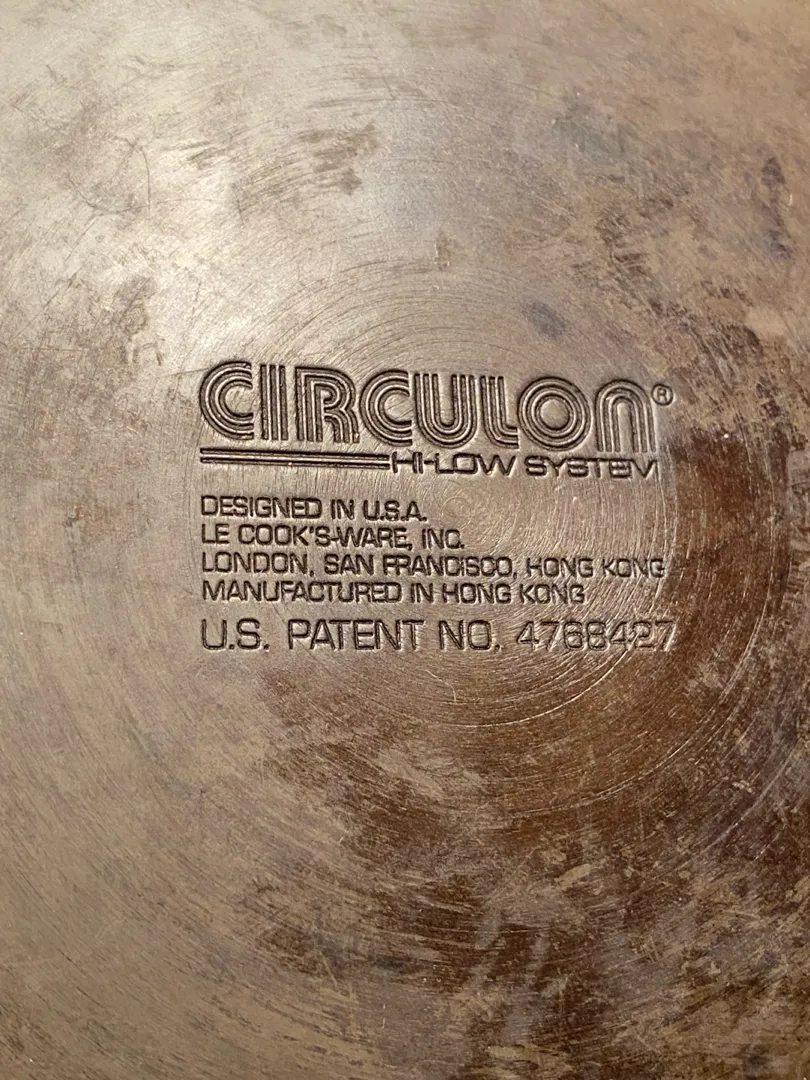 CIRCULON®
HI-LOW SYSTEM
DESIGNED IN U.S.A.
LE COOK'S-WARE, INC.
LONDON, SAN FRANCISCO, HONG KONG
MANUFACTURED IN HONG KONG
U.S. PATENT NO. 4768427